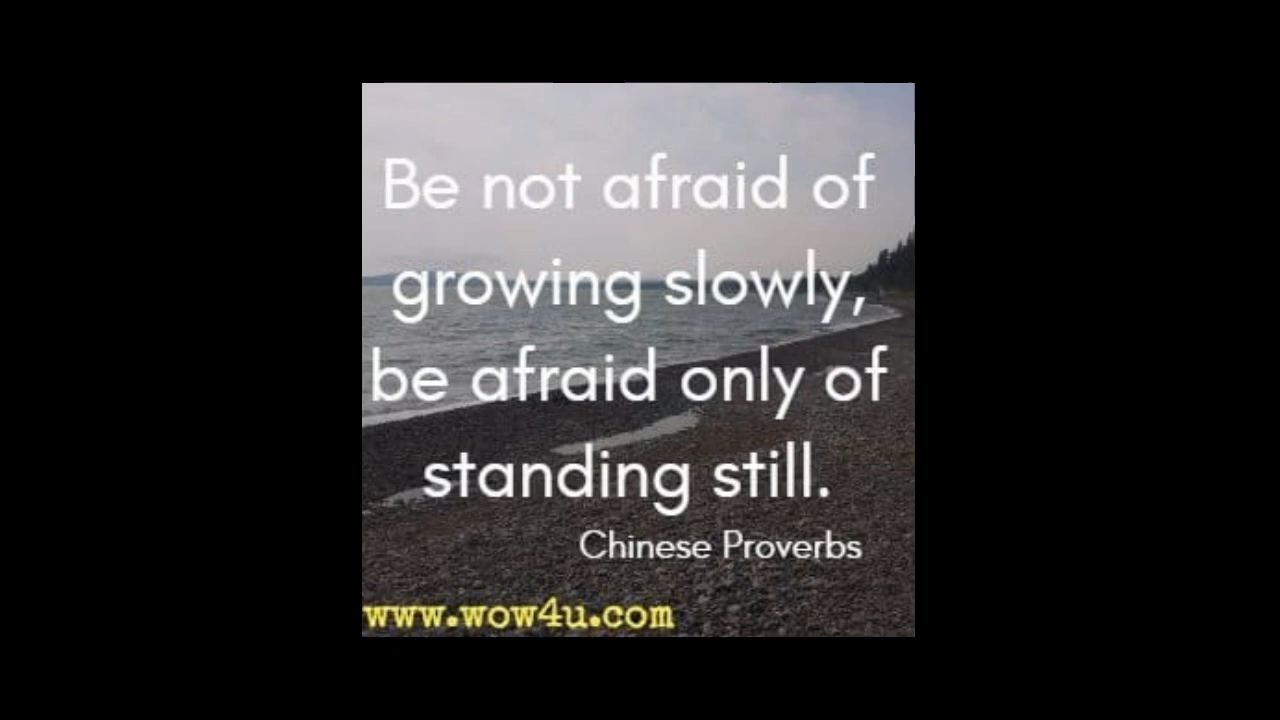 Be not afraid of
growing slowly,
be afraid only of
standing still.
Chinese Proverbs
www.wow4u.com